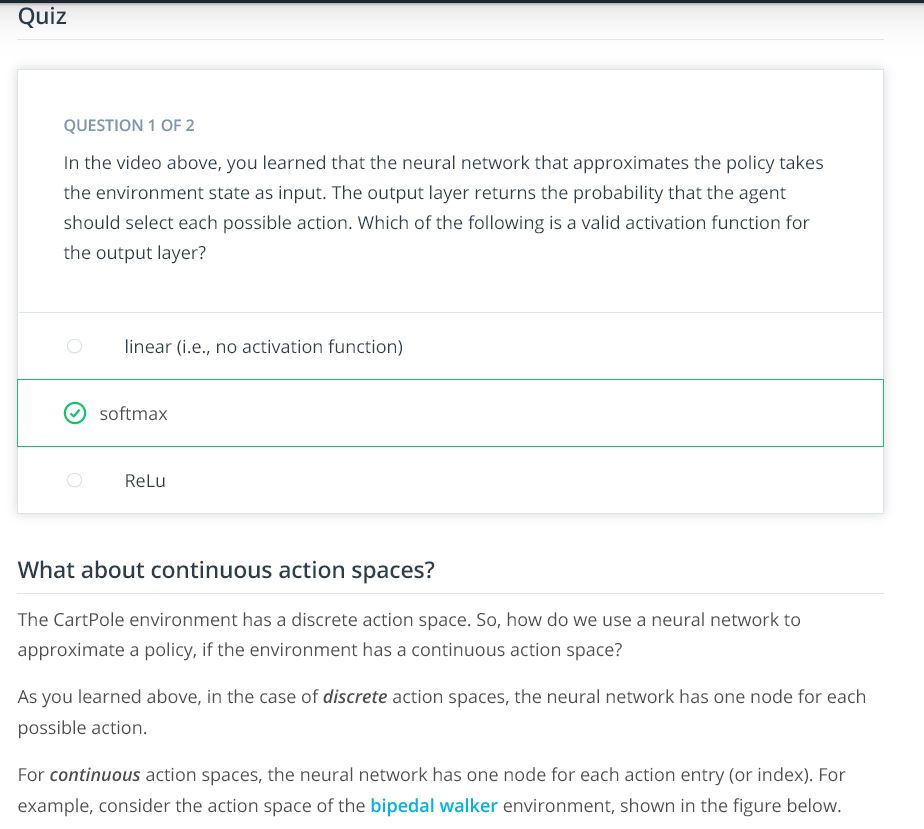 Quiz
QUESTION 1 OF 2
In the video above, you learned that the neural network that approximates the policy takes
the environment state as input. The output layer returns the probability that the agent
should select each possible action. Which of the following is a valid activation function for
the output layer?
linear (i.e., no activation function)
softmax
ReLu
What about continuous action spaces?
The CartPole environment has a discrete action space. So, how do we use a neural network to
approximate a policy, if the environment has a continuous action space?
As you learned above, in the case of discrete action spaces, the neural network has one node for each
possible action.
For continuous action spaces, the neural network has one node for each action entry (or index). For
example, consider the action space of the bipedal walker environment, shown in the figure below.